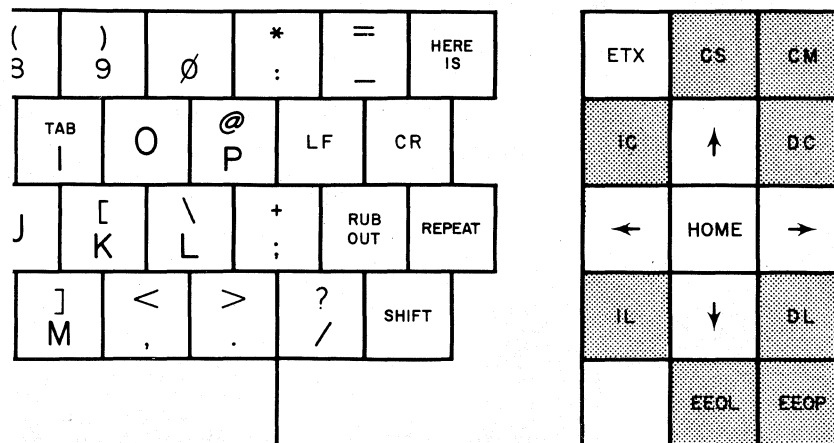 ( ) * = HERE
8 9 Ø : _ IS
TAB @
I O P LF CR
[ \ + RUB
J K L ; OUT REPEAT
] < > ?
M , . / SHIFT
ETX CS CM
IC ↑ DC
← HOME →
IL ↓ DL
EEOL EEOP